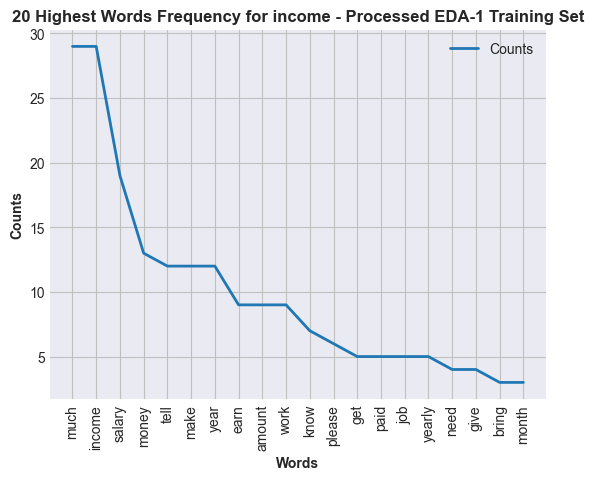 20 Highest Words Frequency for income - Processed EDA-1 Training Set
30
25
20
15
10
5
Counts
Counts
much
income
salary
money
tell
make
year
earn
amount
work
know
please
get
paid
job
yearly
need
give
bring
month
Words